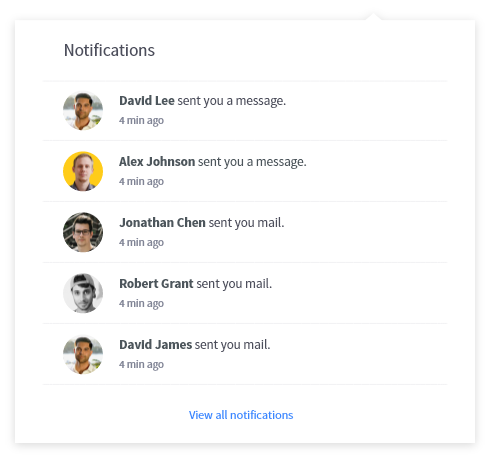 Notifications
David Lee sent you a message.
4 min ago
Alex Johnson sent you a message.
4 min ago
Jonathan Chen sent you mail.
4 min ago
Robert Grant sent you mail.
4 min ago
David James sent you mail.
4 min ago
View all notifications